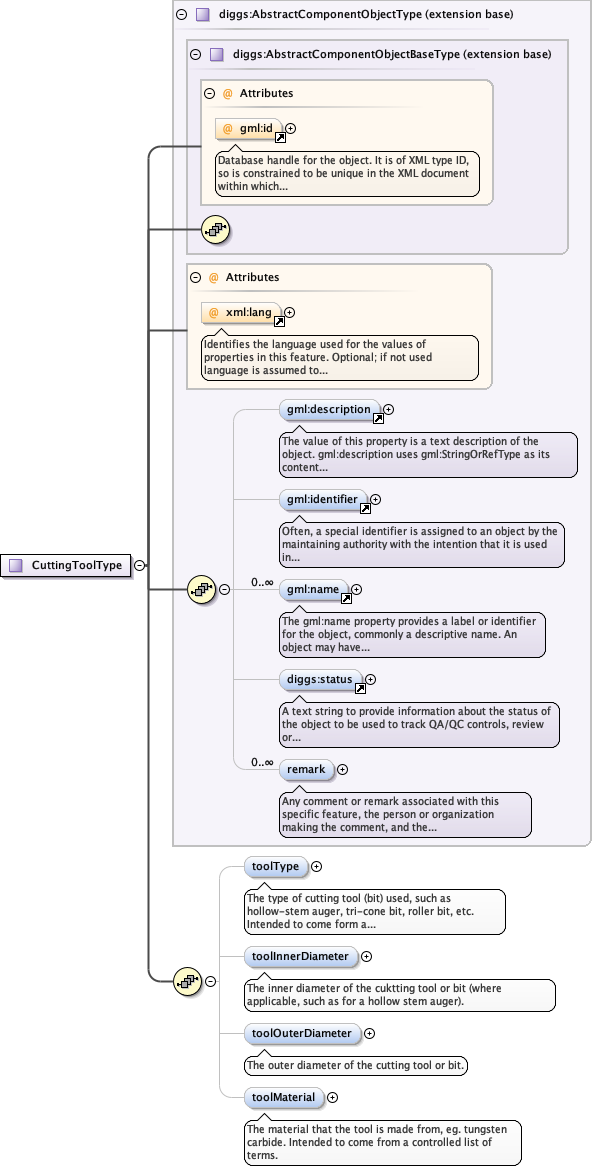 diggs:AbstractComponentObjectType (extension base)
diggs:AbstractComponentObjectBaseType (extension base)
@ Attributes
@ gml:id
Database handle for the object. It is of XML type ID,
so is constrained to be unique in the XML document
within which...
@ Attributes
@ xml:lang
Identifies the language used for the values of
properties in this feature. Optional; if not used
language is assumed to...
gml:description
The value of this property is a text description of the
object. gml:description uses gml:StringOrRefType as its
content...
gml:identifier
Often, a special identifier is assigned to an object by the
maintaining authority with the intention that it is used
in...
CuttingToolType
0..∞
gml:name
The gml:name property provides a label or identifier
for the object, commonly a descriptive name. An
object may have...
diggs:status
A text string to provide information about the status of
the object to be used to track QA/QC controls, review
or...
0..∞
remark
Any comment or remark associated with this
specific feature, the person or organization
making the comment, and the...
toolType
The type of cutting tool (bit) used, such as
hollow-stem auger, tri-cone bit, roller bit, etc.
Intended to come form a...
toolInnerDiameter
The inner diameter of the cuktting tool or bit (where
applicable, such as for a hollow stem auger).
toolOuterDiameter
The outer diameter of the cutting tool or bit.
toolMaterial
The material that the tool is made from, eg. tungsten
carbide. Intended to come from a controlled list of
terms.